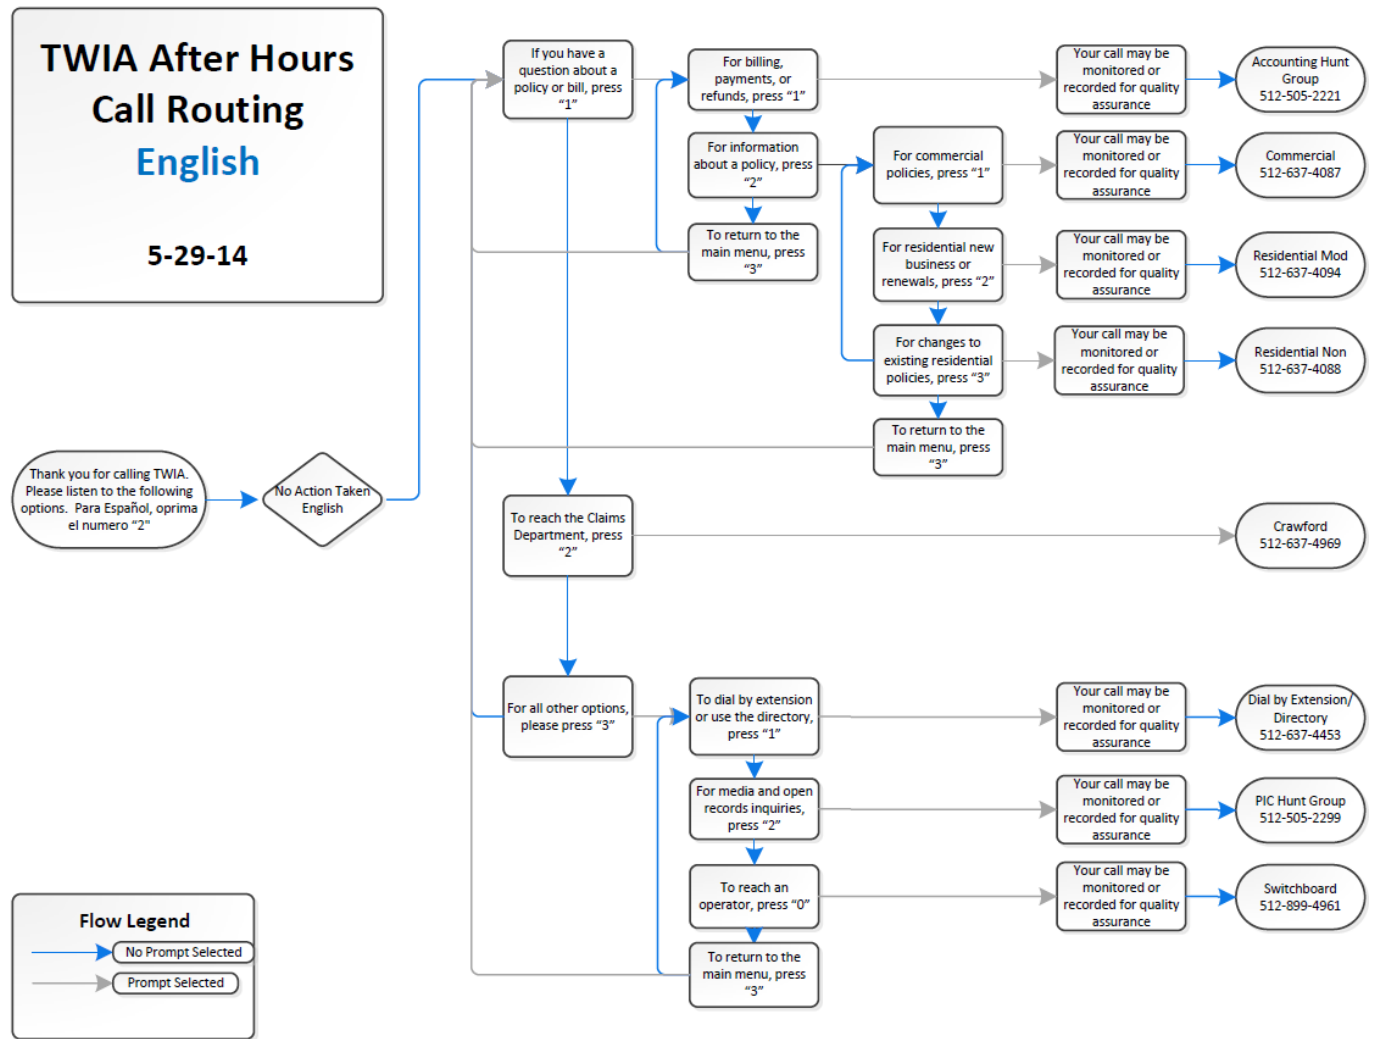 TWIA After Hours
Call Routing
English
5-29-14
If you have a
question about a
policy or bill, press
“1”
For billing,
payments, or
refunds, press “1”
Your call may be
monitored or
recorded for quality
assurance
Accounting Hunt
Group
512-505-2221
For information
about a policy, press
“2”
For commercial
policies, press “1”
Your call may be
monitored or
recorded for quality
assurance
Commercial
512-637-4087
To return to the
main menu, press
“3”
For residential new
business or
renewals, press “2”
Your call may be
monitored or
recorded for quality
assurance
Residential Mod
512-637-4094
For changes to
existing residential
policies, press “3”
Your call may be
monitored or
recorded for quality
assurance
Residential Non
512-637-4088
To return to the
main menu, press
“3”
Thank you for calling TWIA.
Please listen to the following
options.  Para Español, oprima
el numero “2"
No Action Taken
English
To reach the Claims
Department, press
“2”
Crawford
512-637-4969
For all other options,
please press “3”
To dial by extension
or use the directory,
press “1”
Your call may be
monitored or
recorded for quality
assurance
Dial by Extension/
Directory
512-637-4453
For media and open
records inquiries,
press “2”
Your call may be
monitored or
recorded for quality
assurance
PIC Hunt Group
512-505-2299
To reach an
operator, press “0”
Your call may be
monitored or
recorded for quality
assurance
Switchboard
512-899-4961
To return to the
main menu, press
“3”
Flow Legend
No Prompt Selected
Prompt Selected